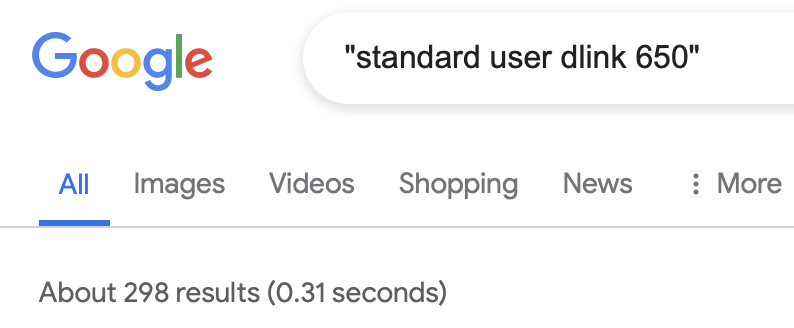 Google
"standard user dlink 650"
All Images Videos Shopping News More
About 298 results (0.31 seconds)